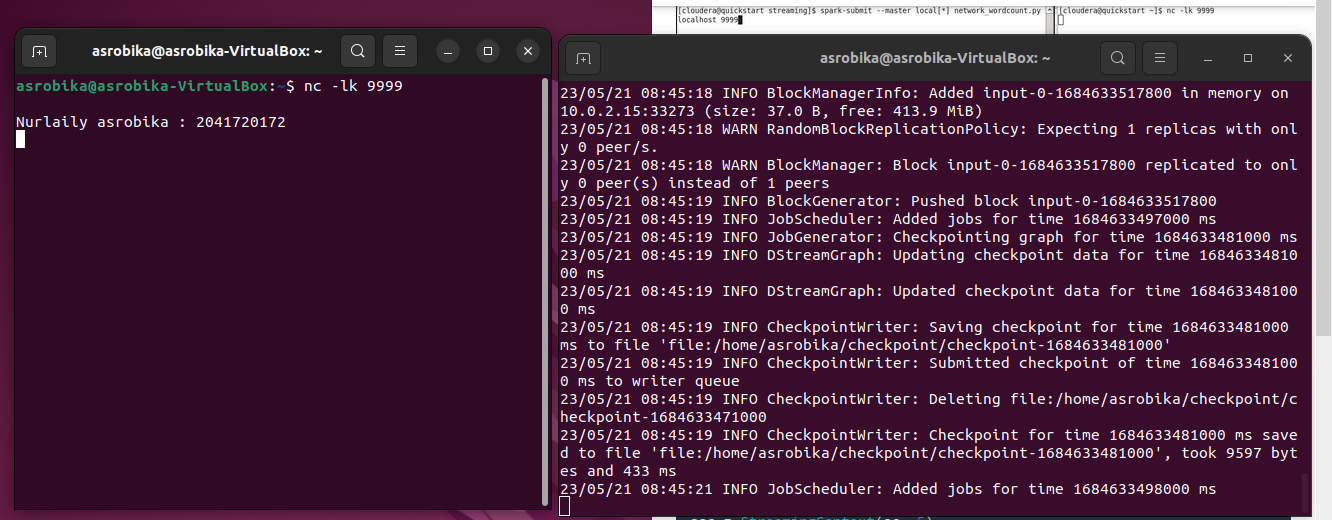 [cloudera@quickstart streaming]$ spark-submit --master local[*] network_wordcount.py
localhost 9999
[cloudera@quickstart ~]$ nc -lk 9999
asrobika@asrobika-VirtualBox: ~
asrobika@asrobika-VirtualBox:~$ nc -lk 9999
Nurlaily asrobika : 2041720172
asrobika@asrobika-VirtualBox: ~
23/05/21 08:45:18 INFO BlockManagerInfo: Added input-0-1684633517800 in memory on
10.0.2.15:33273 (size: 37.0 B, free: 413.9 MiB)
23/05/21 08:45:18 WARN RandomBlockReplicationPolicy: Expecting 1 replicas with onl
y 0 peer/s.
23/05/21 08:45:18 WARN BlockManager: Block input-0-1684633517800 replicated to onl
y 0 peer(s) instead of 1 peers
23/05/21 08:45:19 INFO BlockGenerator: Pushed block input-0-1684633517800
23/05/21 08:45:19 INFO JobScheduler: Added jobs for time 1684633497000 ms
23/05/21 08:45:19 INFO JobGenerator: Checkpointing graph for time 1684633481000 ms
23/05/21 08:45:19 INFO DStreamGraph: Updating checkpoint data for time 16846334810
00 ms
23/05/21 08:45:19 INFO DStreamGraph: Updated checkpoint data for time 168463348100
0 ms
23/05/21 08:45:19 INFO CheckpointWriter: Saving checkpoint for time 1684633481000
ms to file 'file:/home/asrobika/checkpoint/checkpoint-1684633481000'
23/05/21 08:45:19 INFO CheckpointWriter: Submitted checkpoint of time 168463348100
0 ms to writer queue
23/05/21 08:45:19 INFO CheckpointWriter: Deleting file:/home/asrobika/checkpoint/c
heckpoint-1684633471000
23/05/21 08:45:19 INFO CheckpointWriter: Checkpoint for time 1684633481000 ms save
d to file 'file:/home/asrobika/checkpoint/checkpoint-1684633481000', took 9597 byt
es and 433 ms
23/05/21 08:45:21 INFO JobScheduler: Added jobs for time 1684633498000 ms